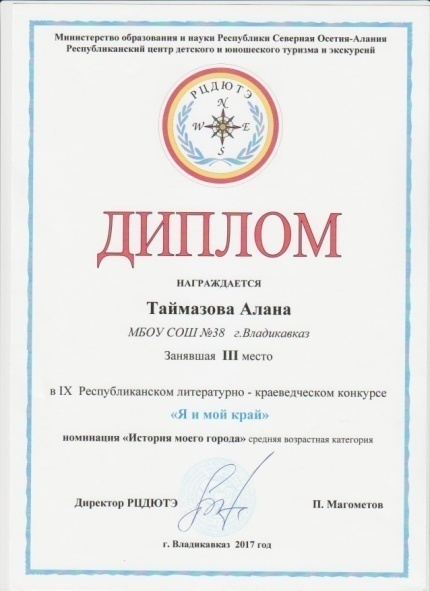 Министерство образования и науки Республики Северная Осетия-Алания
Республиканский центр детского и юношеского туризма и экскурсий
РЦДЮТЭ
N
W E
S
ДИПЛОМ
НАГРАЖДАЕТСЯ
Таймазова Алана
МБОУ СОШ №38 г.Владикавказ
Занявшая III место
в IX Республиканском литературно - краеведческом конкурсе
«Я и мой край»
номинация «История моего города» средняя возрастная категория
Директор РЦДЮТЭ П. Магометов
г. Владикавказ 2017 год